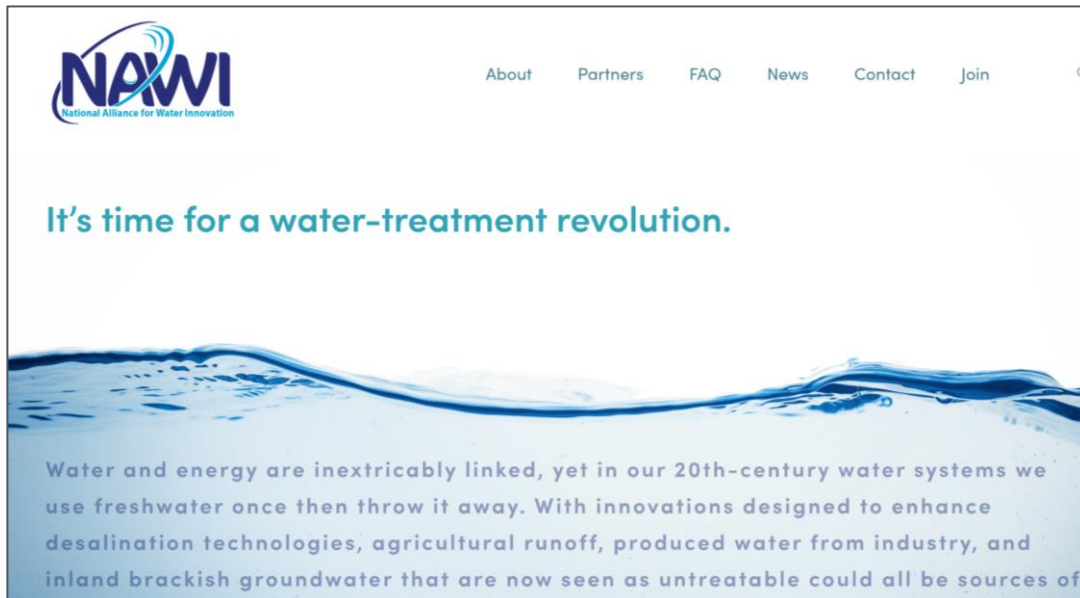 NAWI
National Alliance for Water Innovation
About Partners FAQ News Contact Join
It's time for a water-treatment revolution.
Water and energy are inextricably linked, yet in our 20th-century water systems we
use freshwater once then throw it away. With innovations designed to enhance
desalination technologies, agricultural runoff, produced water from industry, and
inland brackish groundwater that are now seen as untreatable could all be sources of